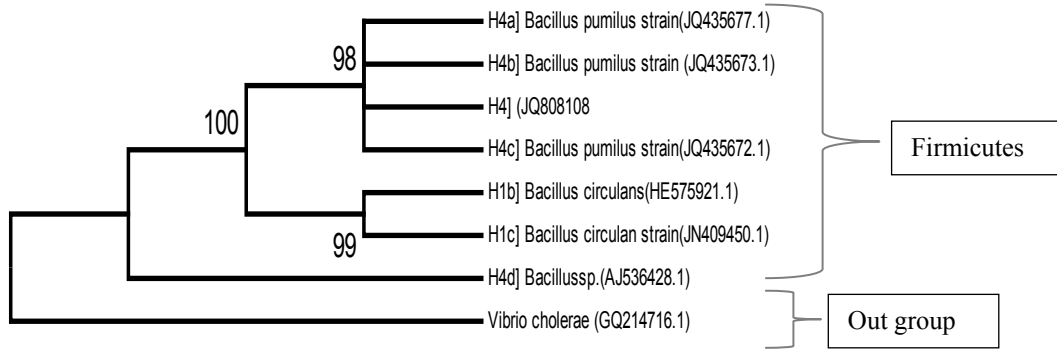 H4a] Bacillus pumilus strain(JQ435677.1)
98
H4b] Bacillus pumilus strain (JQ435673.1)
H4] (JQ808108
100
H4c] Bacillus pumilus strain(JQ435672.1)
Firmicutes
H1b] Bacillus circulans(HE575921.1)
H1c] Bacillus circulan strain(JN409450.1)
99
H4d] Bacillussp.(AJ536428.1)
Vibrio cholerae (GQ214716.1)
Out group